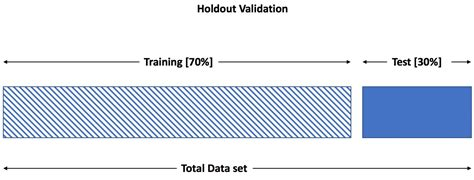 Holdout Validation
Training [70%]
Test [30%]
Total Data set